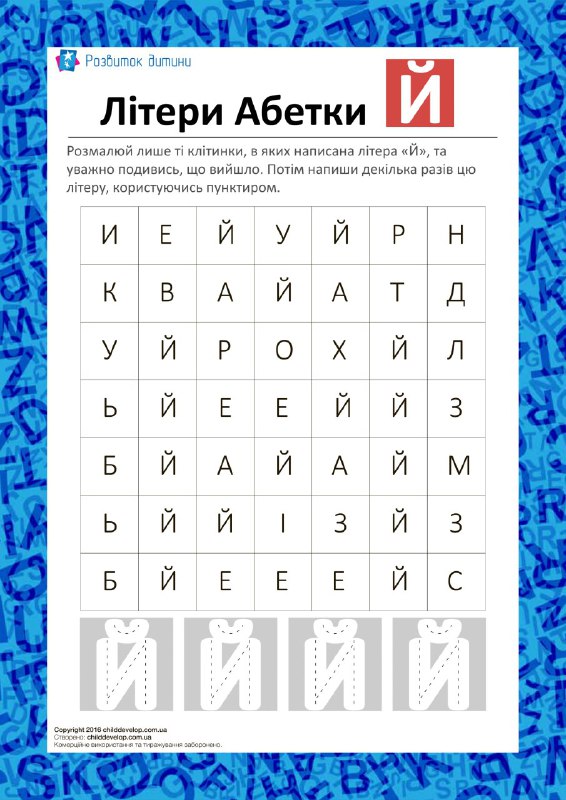 Розвиток дитини
Літери Абетки Й
Розмалюй лише ті клітинки, в яких написана літера «Й», та
уважно подивись, що вийшло. Потім напиши декілька разів цю
літеру, користуючись пунктиром.
И Е Й У Й Р Н
К В А Й А Т Д
У Й Р О Х Й Л
Ь Й Е Е Й Й З
Б Й А Й А Й М
Ь Й Й І З Й З
Б Й Е Е Е Й С
Й Й Й Й
Copyright 2016 childdevelop.com.ua
Створено: childdevelop.com.ua
Комерційне використання та тиражування заборонено.